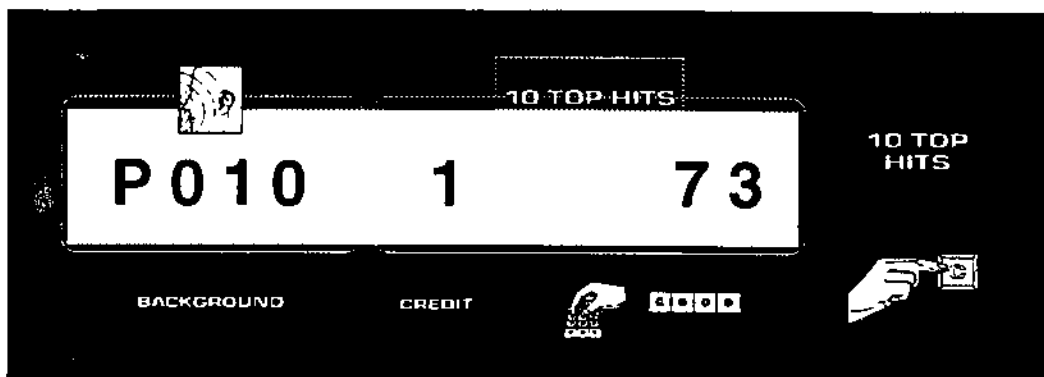 10 TOP HITS
P010 1 73
10 TOP
HITS
BACKGROUND CREDIT